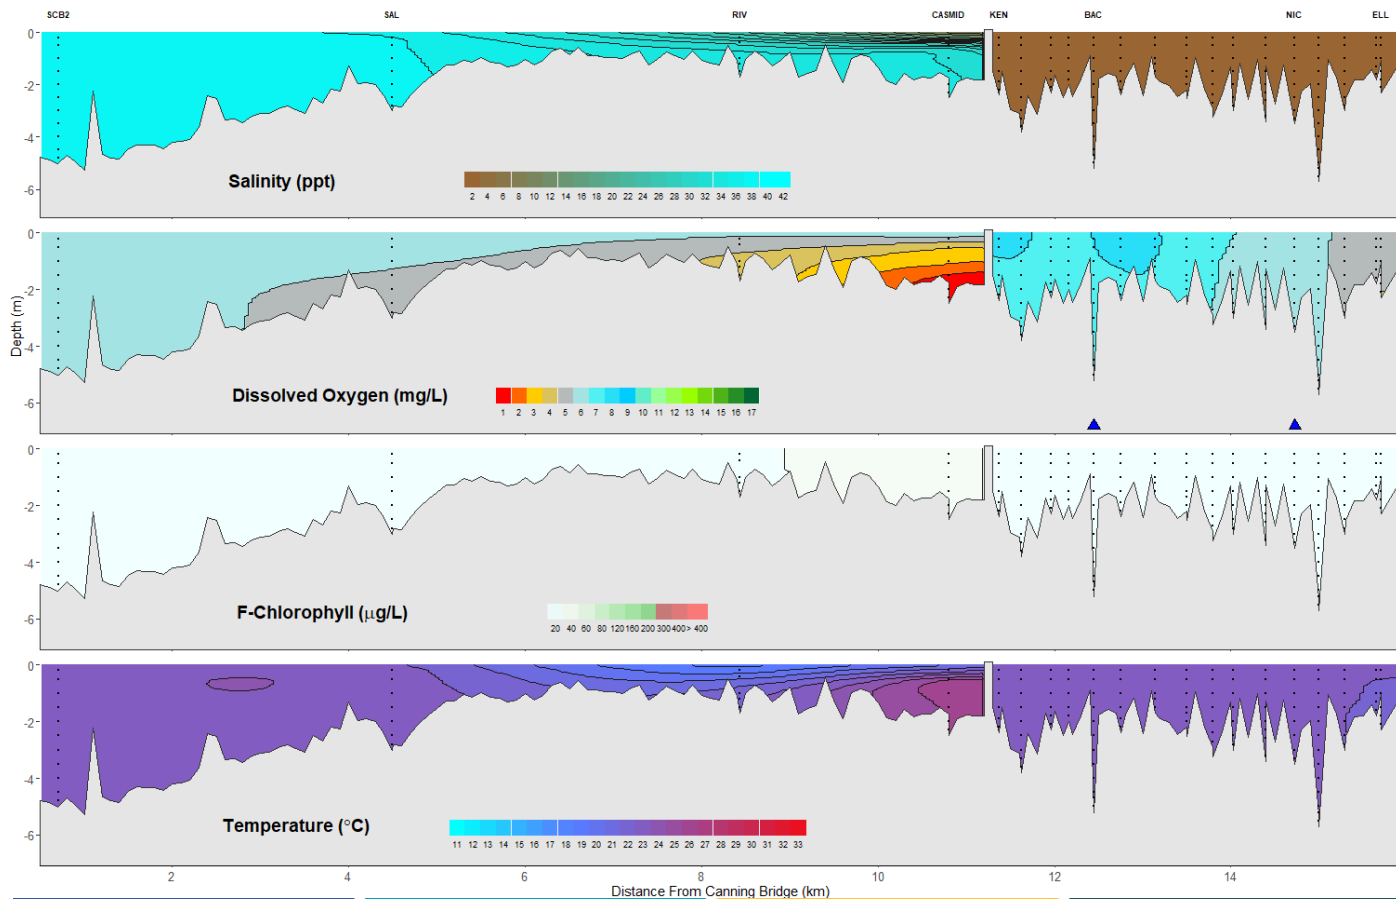 SCB2 SAL RIV CASMID KEN BAC NIC ELL
0
-2
-4
-6
Salinity (ppt)
2 4 6 8 10 12 14 16 18 20 22 24 26 28 30 32 34 36 38 40 42
0
-2
-4
-6
Depth (m)
Dissolved Oxygen (mg/L)
1 2 3 4 5 6 7 8 9 10 11 12 13 14 15 16 17
0
-2
-4
-6
F-Chlorophyll (μg/L)
20 40 60 80 120 160 200 300 400 > 400
0
-2
-4
-6
Temperature (°C)
11 12 13 14 15 16 17 18 19 20 21 22 23 24 25 26 27 28 29 30 31 32 33
2 4 6 8 10 12 14
Distance From Canning Bridge (km)